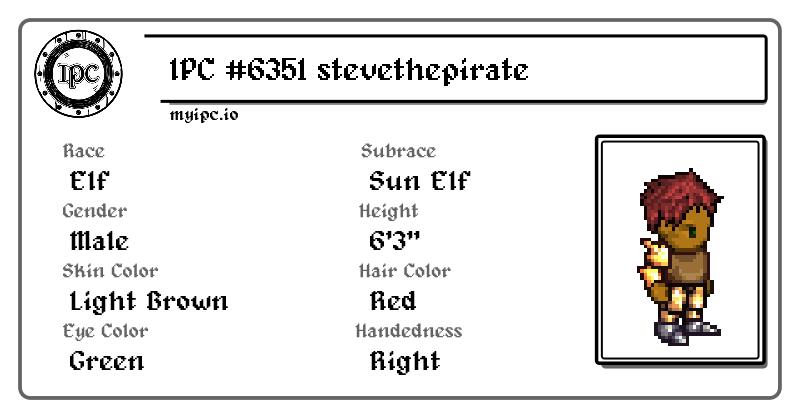 IPC
IPC #6351 stevethepirate
myipc.io
Race
Elf
Subrace
Sun Elf
Gender
Male
Height
6'3"
Skin Color
Light Brown
Hair Color
Red
Eye Color
Green
Handedness
Right